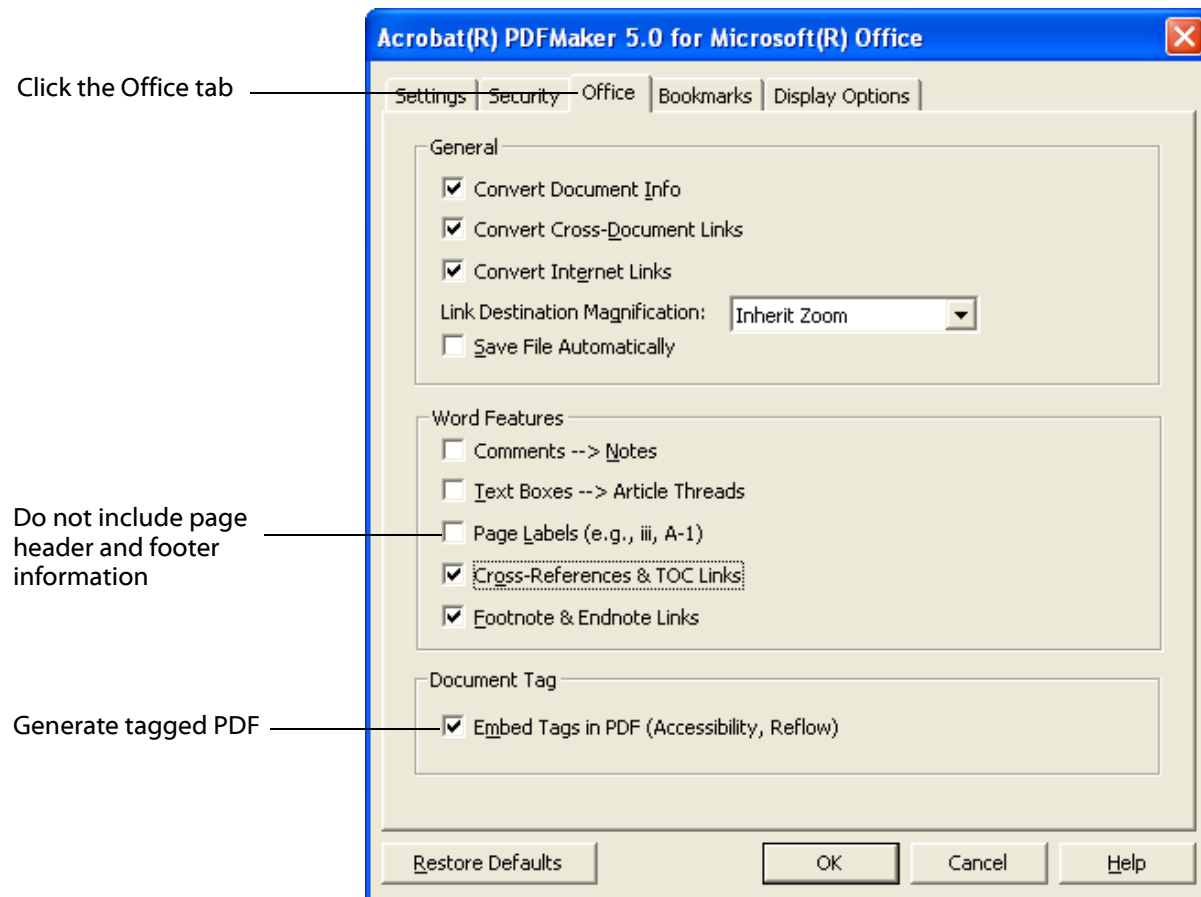 Acrobat(R) PDFMaker 5.0 for Microsoft(R) Office
Click the Office tab
Settings Security Office Bookmarks Display Options
General
Convert Document Info
Convert Cross-Document Links
Convert Internet Links
Link Destination Magnification: Inherit Zoom
Save File Automatically
Word Features
Comments --> Notes
Text Boxes --> Article Threads
Do not include page
header and footer
information
Page Labels (e.g., iii, A-1)
Cross-References & TOC Links
Footnote & Endnote Links
Document Tag
Generate tagged PDF
Embed Tags in PDF (Accessibility, Reflow)
Restore Defaults OK Cancel Help